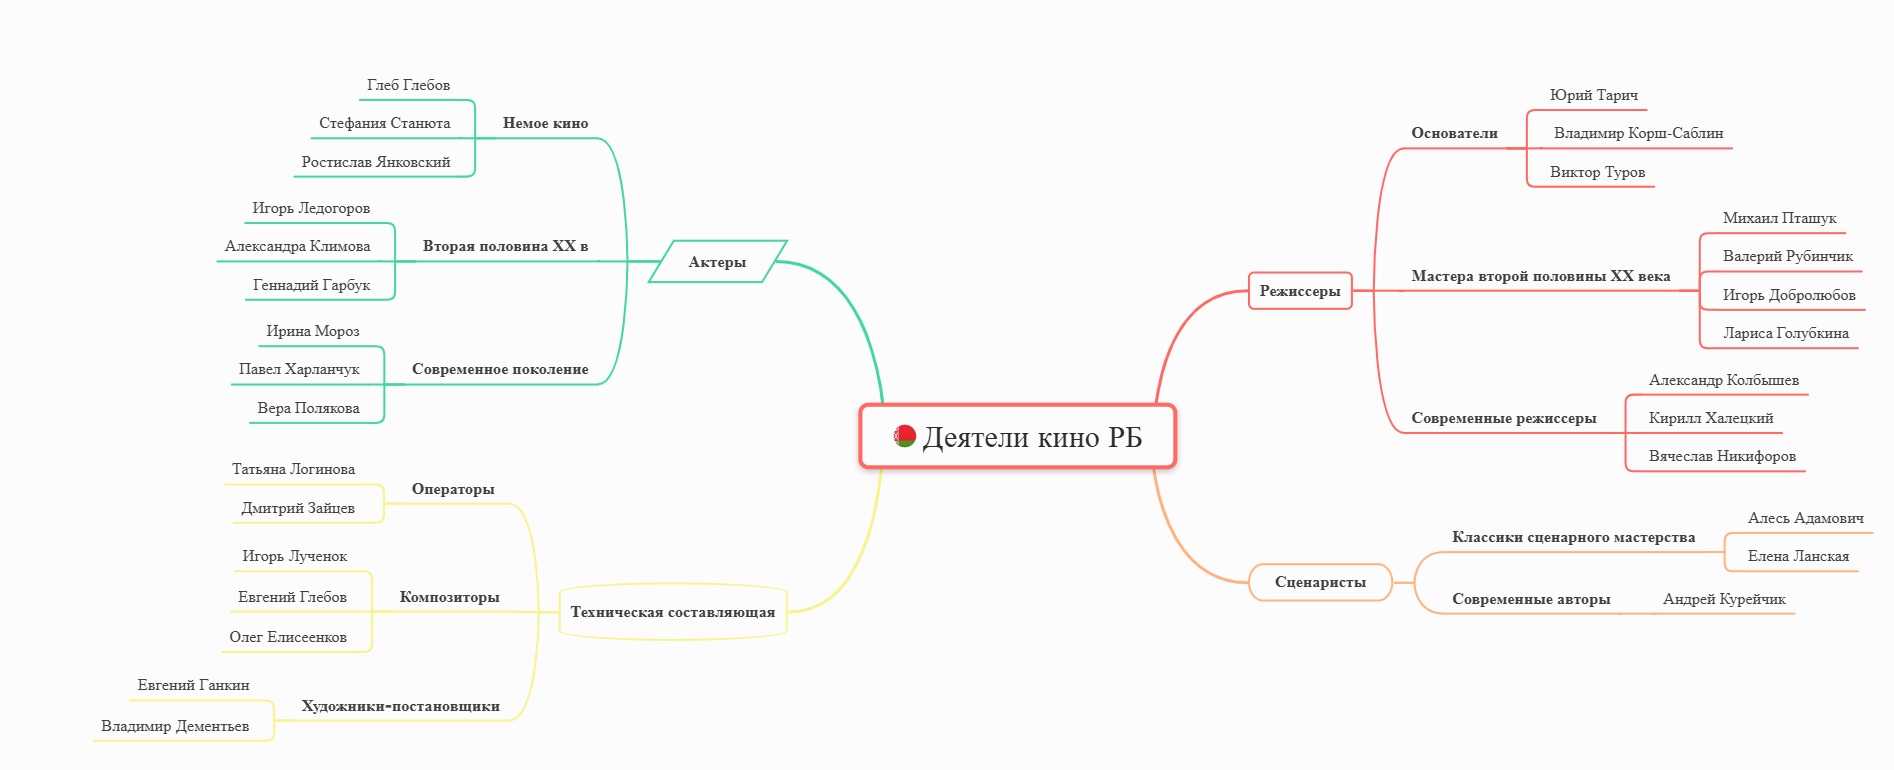 Деятели кино РБ
Актеры
Немое кино
Глеб Глебов
Стефания Станюта
Ростислав Янковский
Вторая половина XX в
Игорь Ледогоров
Александра Климова
Геннадий Гарбук
Современное поколение
Ирина Мороз
Павел Харланчук
Вера Полякова
Техническая составляющая
Операторы
Татьяна Логинова
Дмитрий Зайцев
Композиторы
Игорь Лученок
Евгений Глебов
Олег Елисеенков
Художники-постановщики
Евгений Ганкин
Владимир Дементьев
Режиссеры
Основатели
Юрий Тарич
Владимир Корш-Саблин
Виктор Туров
Мастера второй половины XX века
Михаил Пташук
Валерий Рубинчик
Игорь Добролюбов
Лариса Голубкина
Современные режиссеры
Александр Колбышев
Кирилл Халецкий
Вячеслав Никифоров
Сценаристы
Классики сценарного мастерства
Алесь Адамович
Елена Ланская
Современные авторы
Андрей Курейчик